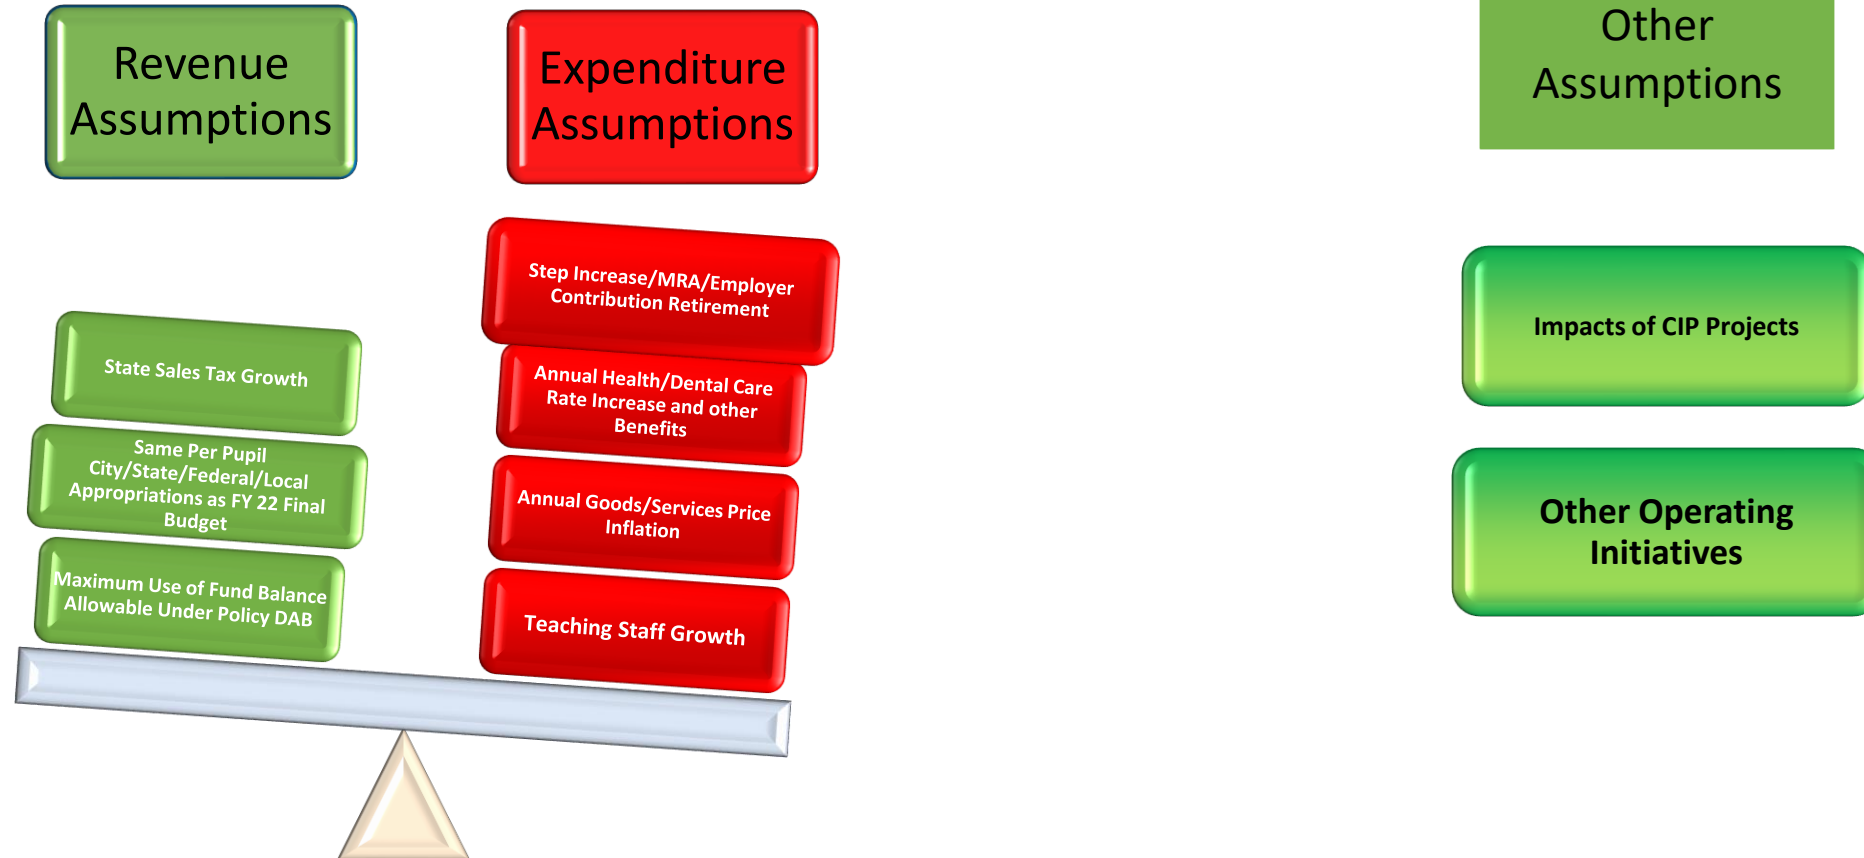 Revenue
Assumptions
State Sales Tax Growth
Same Per Pupil
City/State/Federal/Local
Appropriations as FY 22 Final
Budget
Maximum Use of Fund Balance
Allowable Under Policy DAB
Expenditure
Assumptions
Step Increase/MRA/Employer
Contribution Retirement
Annual Health/Dental Care
Rate Increase and other
Benefits
Annual Goods/Services Price
Inflation
Teaching Staff Growth
Other
Assumptions
Impacts of CIP Projects
Other Operating
Initiatives